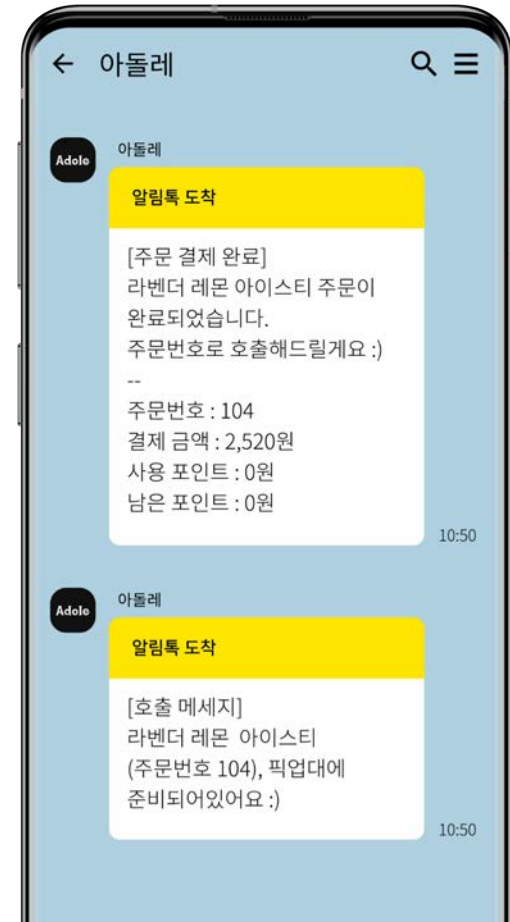 아돌레
아돌레
Adole
알림톡 도착
[주문 결제 완료]
라벤더 레몬 아이스티 주문이
완료되었습니다.
주문번호로 호출해드릴게요 :)
--
주문번호 : 104
결제 금액 : 2,520원
사용 포인트 : 0원
남은 포인트 : 0원
10:50
아돌레
Adole
알림톡 도착
[호출 메세지]
라벤더 레몬 아이스티
(주문번호 104), 픽업대에
준비되어있어요 :)
10:50